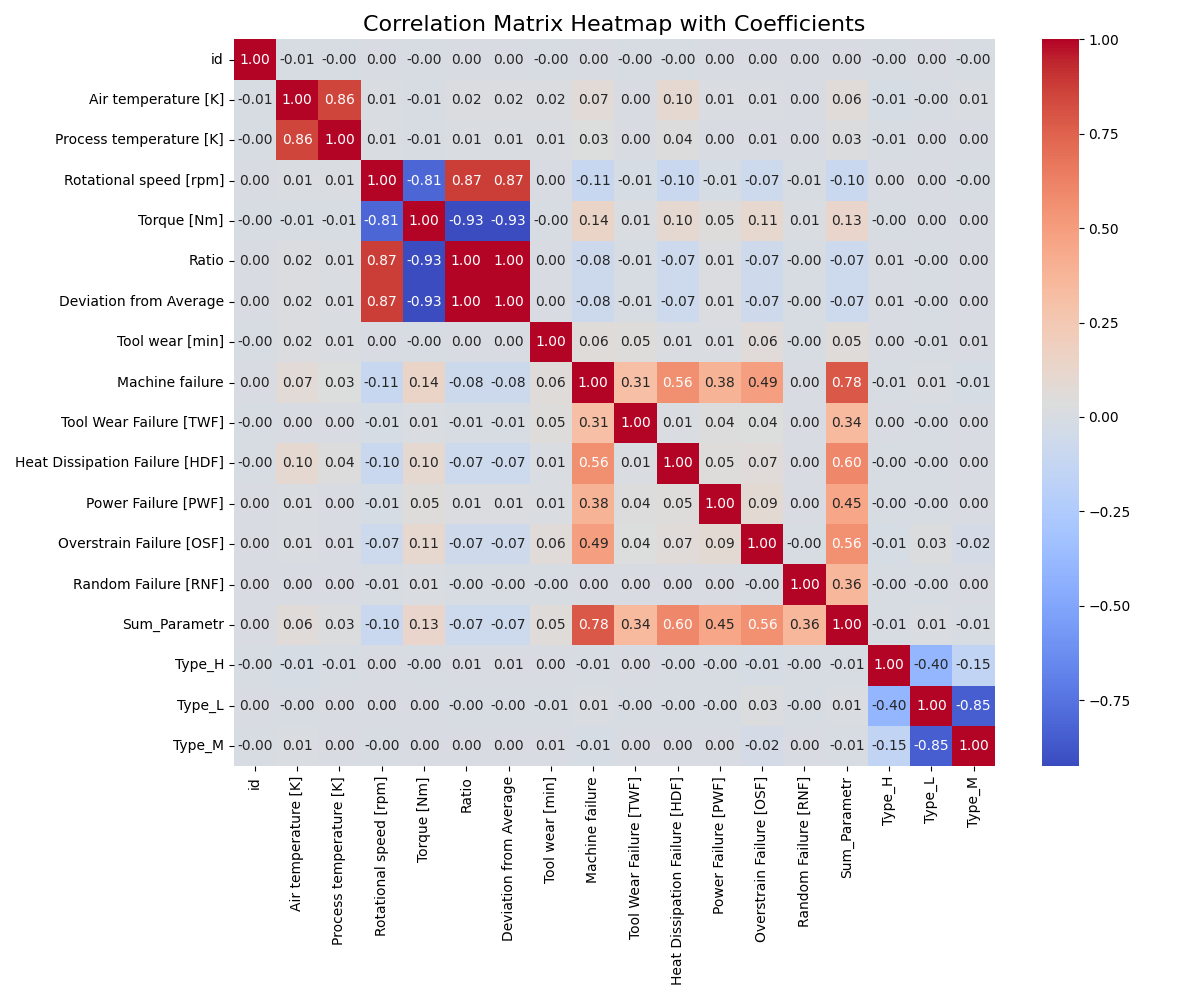 Correlation Matrix Heatmap with Coefficients
id 1.00 -0.01 -0.00 0.00 -0.00 0.00 0.00 -0.00 0.00 -0.00 -0.00 0.00 0.00 0.00 0.00 -0.00 0.00 -0.00
Air temperature [K] -0.01 1.00 0.86 0.01 -0.01 0.02 0.02 0.02 0.07 0.00 0.10 0.01 0.01 0.00 0.06 -0.01 -0.00 0.01
Process temperature [K] -0.00 0.86 1.00 0.01 -0.01 0.01 0.01 0.01 0.03 0.00 0.04 0.00 0.01 0.00 0.03 -0.01 0.00 0.00
Rotational speed [rpm] 0.00 0.01 0.01 1.00 -0.81 0.87 0.87 0.00 -0.11 -0.01 -0.10 -0.01 -0.07 -0.01 -0.10 0.00 0.00 -0.00
Torque [Nm] -0.00 -0.01 -0.01 -0.81 1.00 -0.93 -0.93 -0.00 0.14 0.01 0.10 0.05 0.11 0.01 0.13 -0.00 -0.00 0.00
Ratio 0.00 0.02 0.01 0.87 -0.93 1.00 1.00 0.00 -0.08 -0.01 -0.07 0.01 -0.07 -0.00 -0.07 0.01 -0.00 0.00
Deviation from Average 0.00 0.02 0.01 0.87 -0.93 1.00 1.00 0.00 -0.08 -0.01 -0.07 0.01 -0.07 -0.00 -0.07 0.01 -0.00 0.00
Tool wear [min] -0.00 0.02 0.01 0.00 -0.00 0.00 0.00 1.00 0.06 0.05 0.01 0.01 0.06 -0.00 0.05 0.00 -0.01 0.01
Machine failure 0.00 0.07 0.03 -0.11 0.14 -0.08 -0.08 0.06 1.00 0.31 0.56 0.38 0.49 0.00 0.78 -0.01 0.01 -0.01
Tool Wear Failure [TWF] -0.00 0.00 0.00 -0.01 0.01 -0.01 -0.01 0.05 0.31 1.00 0.01 0.04 0.04 0.00 0.34 0.00 -0.00 0.00
Heat Dissipation Failure [HDF] -0.00 0.10 0.04 -0.10 0.10 -0.07 -0.07 0.01 0.56 0.01 1.00 0.05 0.07 0.00 0.60 -0.00 -0.00 0.00
Power Failure [PWF] 0.00 0.01 0.00 -0.01 0.05 0.01 0.01 0.01 0.38 0.04 0.05 1.00 0.09 0.00 0.45 -0.00 -0.00 0.00
Overstrain Failure [OSF] 0.00 0.01 0.01 -0.07 0.11 -0.07 -0.07 0.06 0.49 0.04 0.07 0.09 1.00 -0.00 0.56 -0.01 0.03 -0.02
Random Failure [RNF] 0.00 0.00 0.00 -0.01 0.01 -0.00 -0.00 -0.00 0.00 0.00 0.00 0.00 -0.00 1.00 0.36 -0.00 -0.00 0.00
Sum_Parametr 0.00 0.06 0.03 -0.10 0.13 -0.07 -0.07 0.05 0.78 0.34 0.60 0.45 0.56 0.36 1.00 -0.01 0.01 -0.01
Type_H -0.00 -0.01 -0.01 0.00 -0.00 0.01 0.01 0.00 -0.01 0.00 -0.00 -0.00 -0.01 -0.00 -0.01 1.00 -0.40 -0.15
Type_L 0.00 -0.00 0.00 0.00 -0.00 -0.00 -0.00 -0.01 0.01 -0.00 -0.00 -0.00 0.03 -0.00 0.01 -0.40 1.00 -0.85
Type_M -0.00 0.01 0.00 -0.00 0.00 0.00 0.00 0.01 -0.01 0.00 0.00 0.00 -0.02 0.00 -0.01 -0.15 -0.85 1.00
id
Air temperature [K]
Process temperature [K]
Rotational speed [rpm]
Torque [Nm]
Ratio
Deviation from Average
Tool wear [min]
Machine failure
Tool Wear Failure [TWF]
Heat Dissipation Failure [HDF]
Power Failure [PWF]
Overstrain Failure [OSF]
Random Failure [RNF]
Sum_Parametr
Type_H
Type_L
Type_M
1.00
0.75
0.50
0.25
0.00
−0.25
−0.50
−0.75